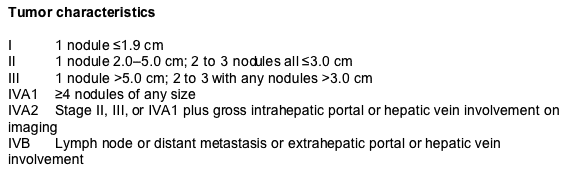 Tumor characteristics
I 1 nodule ≤1.9 cm
II 1 nodule 2.0–5.0 cm; 2 to 3 nodules all ≤3.0 cm
III 1 nodule >5.0 cm; 2 to 3 with any nodules >3.0 cm
IVA1 ≥4 nodules of any size
IVA2 Stage II, III, or IVA1 plus gross intrahepatic portal or hepatic vein involvement on
imaging
IVB Lymph node or distant metastasis or extrahepatic portal or hepatic vein
involvement